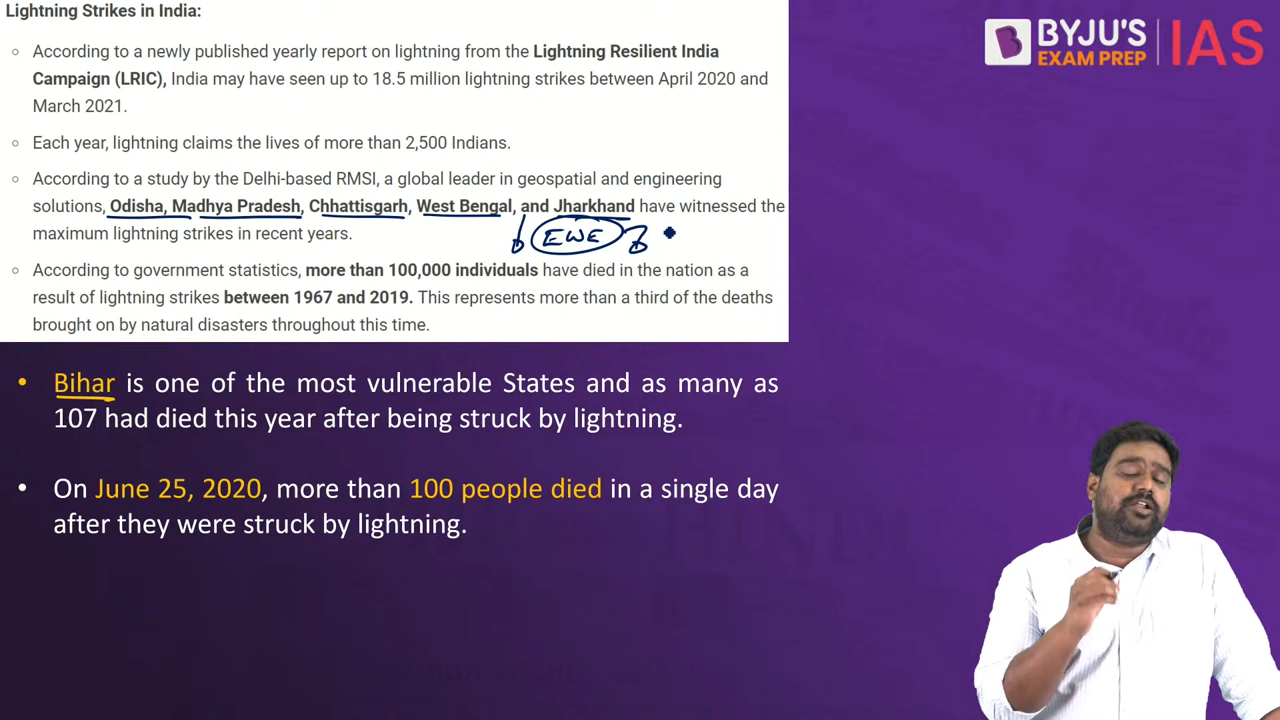 Lightning Strikes in India:
BYJU'S
EXAM PREP
IAS
According to a newly published yearly report on lightning from the Lightning Resilient India
Campaign (LRIC), India may have seen up to 18.5 million lightning strikes between April 2020 and
March 2021.
Each year, lightning claims the lives of more than 2,500 Indians.
According to a study by the Delhi-based RMSI, a global leader in geospatial and engineering
solutions, Odisha, Madhya Pradesh, Chhattisgarh, West Bengal, and Jharkhand have witnessed the
maximum lightning strikes in recent years.
EWE
According to government statistics, more than 100,000 individuals have died in the nation as a
result of lightning strikes between 1967 and 2019. This represents more than a third of the deaths
brought on by natural disasters throughout this time.
• Bihar is one of the most vulnerable States and as many as
107 had died this year after being struck by lightning.
• On June 25, 2020, more than 100 people died in a single day
after they were struck by lightning.